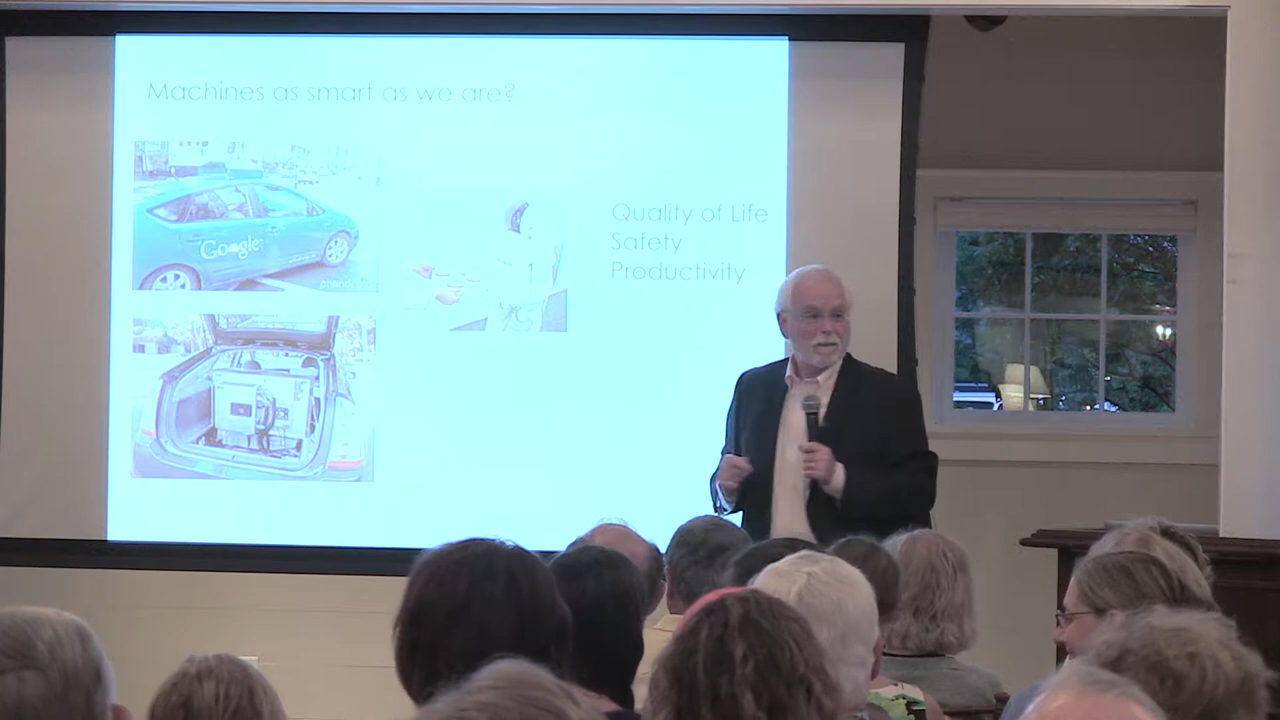 Machines as smart as we are?
Google
Quality of Life
Safety
Productivity